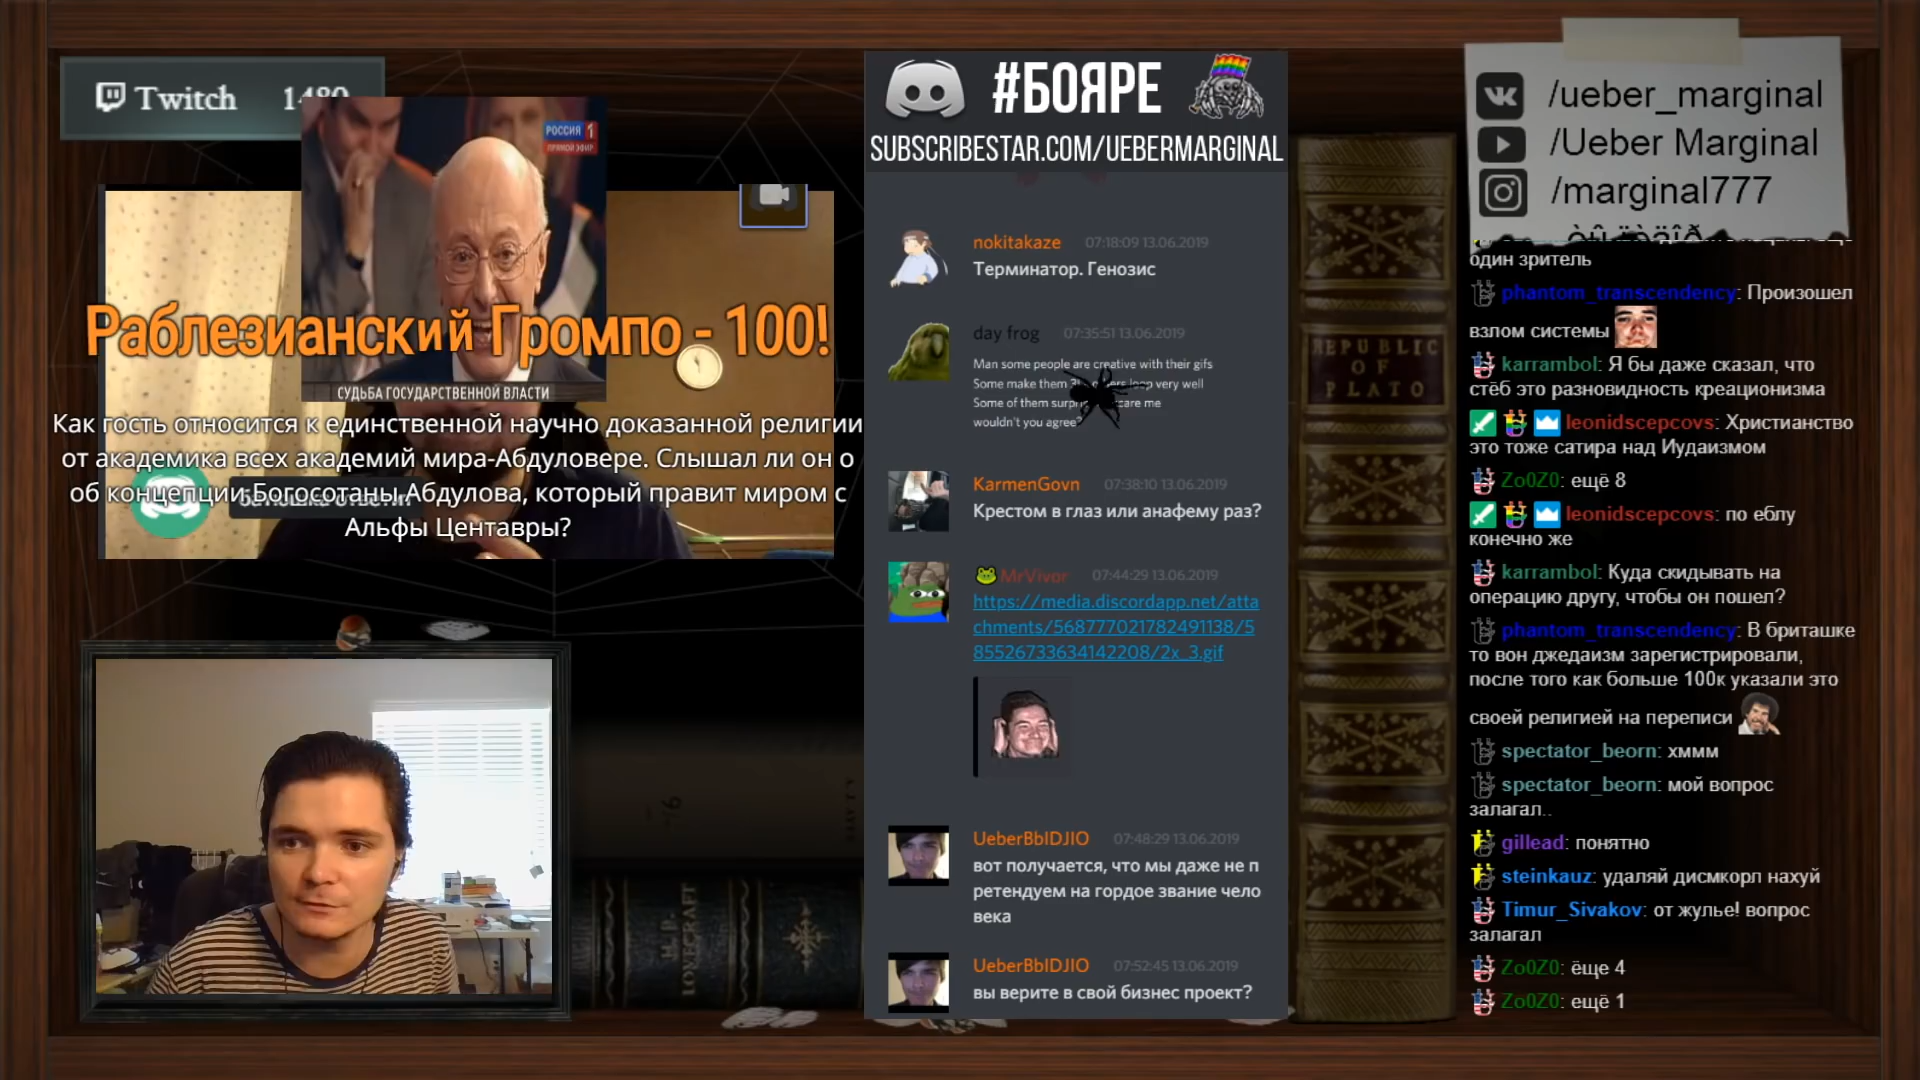 Twitch
РОССИЯ 1
ПРЯМОЙ ЭФИР
Раблезианский Громпо - 100!
СУДЬБА ГОСУДАРСТВЕННОЙ ВЛАСТИ
Как гость относится к единственной научно доказанной религии
от академика всех академий мира-Абдуловере. Слышал ли он о
об концепции Богосотаны Абдулова, который правит миром с
Альфы Центавры?
#БОЯРЕ
SUBSCRIBESTAR.COM/UEBERMARGINAL
nokitakaze 07:18:09 13.06.2019
Терминатор. Генозис
day frog 07:35:51 13.06.2019
Man some people are creative with their gifs
Some make them very well
Some of them care me
wouldn't you agree?
KarmenGovn 07:38:10 13.06.2019
Крестом в глаз или анафему раз?
MrVivor 07:44:29 13.06.2019
https://media.discordapp.net/atta
chments/568777021782491138/5
85526733634142208/2x_3.gif
UeberBbIDJIO 07:48:29 13.06.2019
вот получается, что мы даже не п
ретендуем на гордое звание чело
века
UeberBbIDJIO 07:52:45 13.06.2019
вы верите в свой бизнес проект?
REPUBLIC
OF
PLATO
H. P.
LOVECRAFT
/ueber_marginal
/Ueber Marginal
/marginal777
один зритель
phantom_transcendency: Произошел
взлом системы
karrambol: Я бы даже сказал, что
стёб это разновидность креационизма
leonidscepcovs: Христианство
это тоже сатира над Иудаизмом
Zo0Z0: ещё 8
leonidscepcovs: по еблу
конечно же
karrambol: Куда скидывать на
операцию другу, чтобы он пошел?
phantom_transcendency: В бриташке
то вон джедаизм зарегистрировали,
после того как больше 100к указали это
своей религией на переписи
spectator_beorn: хммм
spectator_beorn: мой вопрос
залагал..
gillead: понятно
steinkauz: удаляй дисмкорл нахуй
Timur_Sivakov: от жулье! вопрос
залагал
Zo0Z0: ёще 4
Zo0Z0: ещё 1